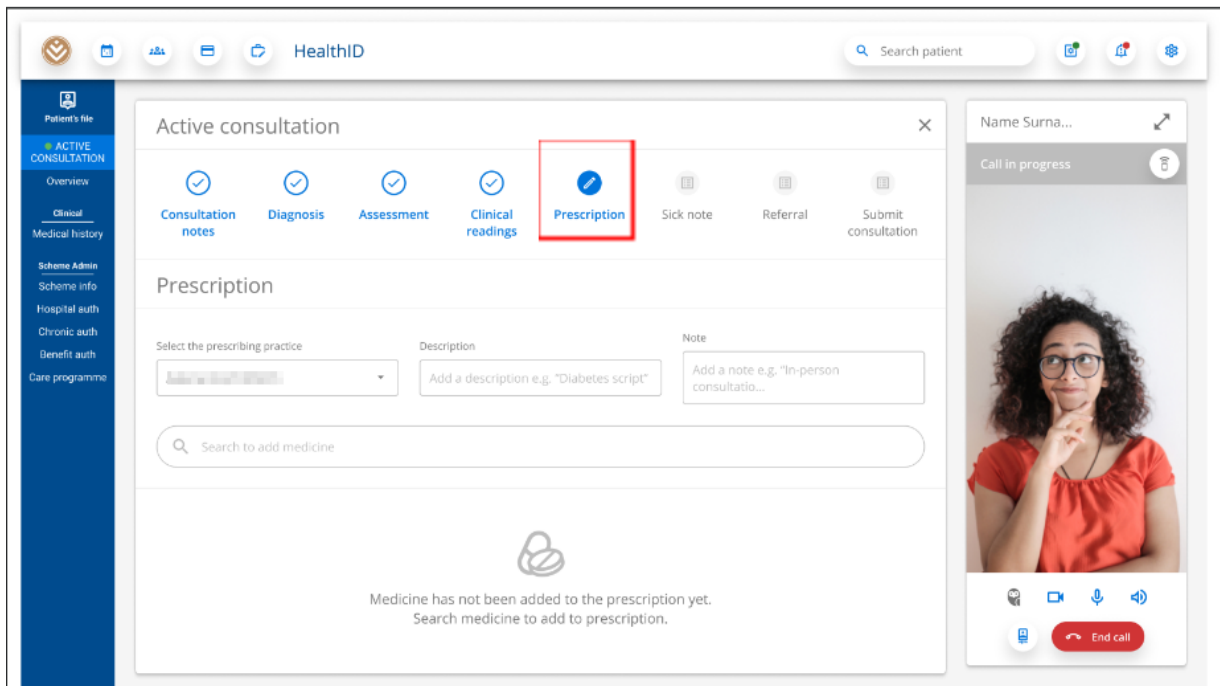 HealthID
Search patient
Patient's file
ACTIVE
CONSULTATION
Overview
Clinical
Medical history
Scheme Admin
Scheme info
Hospital auth
Chronic auth
Benefit auth
Care programme
Active consultation
Consultation
notes
Diagnosis
Assessment
Clinical
readings
Prescription
Sick note
Referral
Submit
consultation
Prescription
Select the prescribing practice
Description
Add a description e.g. "Diabetes script"
Note
Add a note e.g. "In-person
consultatio...
Search to add medicine
Medicine has not been added to the prescription yet.
Search medicine to add to prescription.
Name Surna...
Call in progress
End call